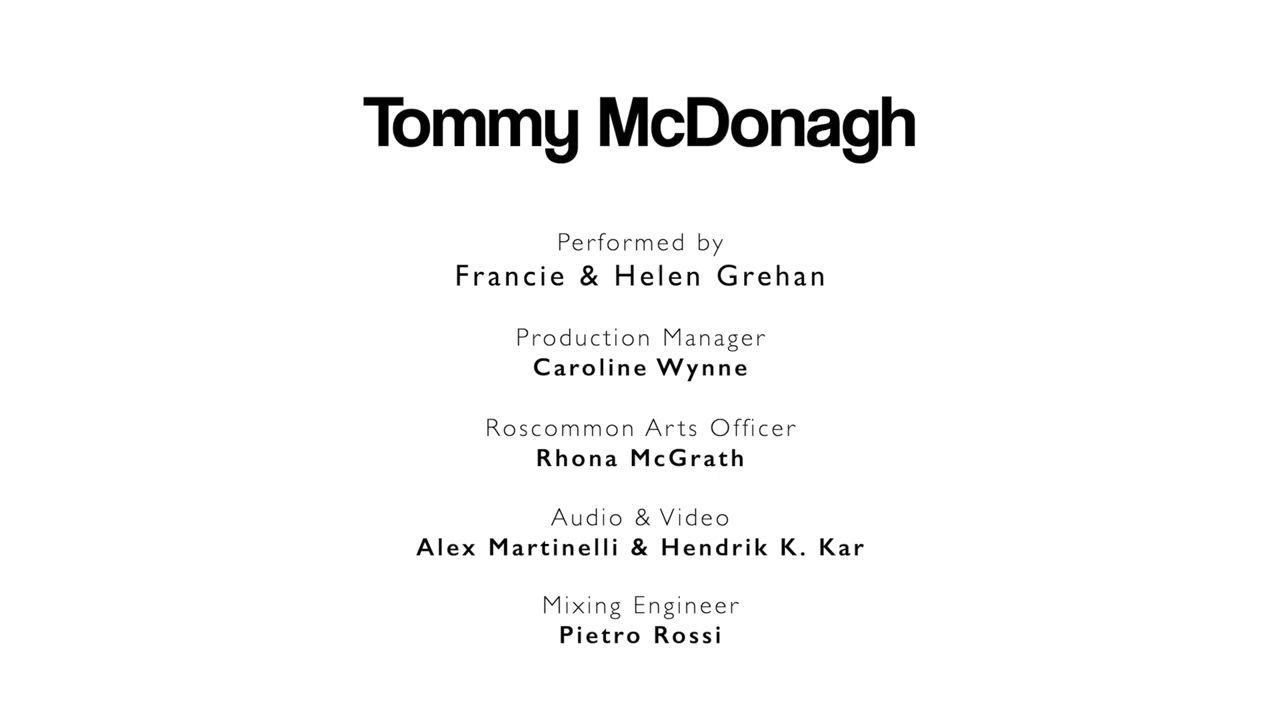 Tommy McDonagh
Performed by
Francie & Helen Grehan
Production Manager
Caroline Wynne
Roscommon Arts Officer
Rhona McGrath
Audio & Video
Alex Martinelli & Hendrik K. Kar
Mixing Engineer
Pietro Rossi